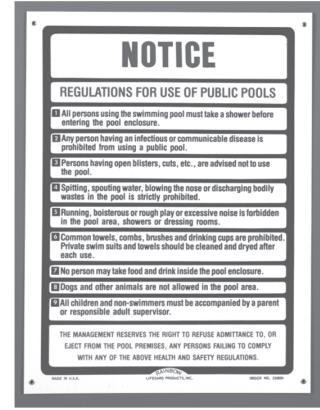 NOTICE
REGULATIONS FOR USE OF PUBLIC POOLS
1 All persons using the swimming pool must take a shower before
entering the pool enclosure.
2 Any person having an infectious or communicable disease is
prohibited from using a public pool.
3 Persons having open blisters, cuts, etc., are advised not to use
the pool.
4 Spitting, spouting water, blowing the nose or discharging bodily
wastes in the pool is strictly prohibited.
5 Running, boisterous or rough play or excessive noise is forbidden
in the pool area, showers or dressing rooms.
6 Common towels, combs, brushes and drinking cups are prohibited.
Private swim suits and towels should be cleaned and dryed after
each use.
7 No person may take food and drink inside the pool enclosure.
8 Dogs and other animals are not allowed in the pool area.
9 All children and non-swimmers must be accompanied by a parent
or responsible adult supervisor.
THE MANAGEMENT RESERVES THE RIGHT TO REFUSE ADMITTANCE TO, OR
EJECT FROM THE POOL PREMISES, ANY PERSONS FAILING TO COMPLY
WITH ANY OF THE ABOVE HEALTH AND SAFETY REGULATIONS.
RAINBOW
MADE IN U.S.A. LIFEGARD PRODUCTS, INC. ORDER NO.